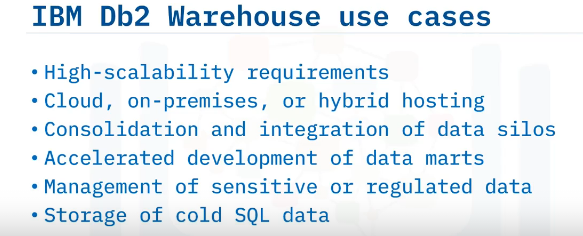 IBM Db2 Warehouse use cases
• High-scalability requirements
• Cloud, on-premises, or hybrid hosting
• Consolidation and integration of data silos
• Accelerated development of data marts
• Management of sensitive or regulated data
• Storage of cold SQL data